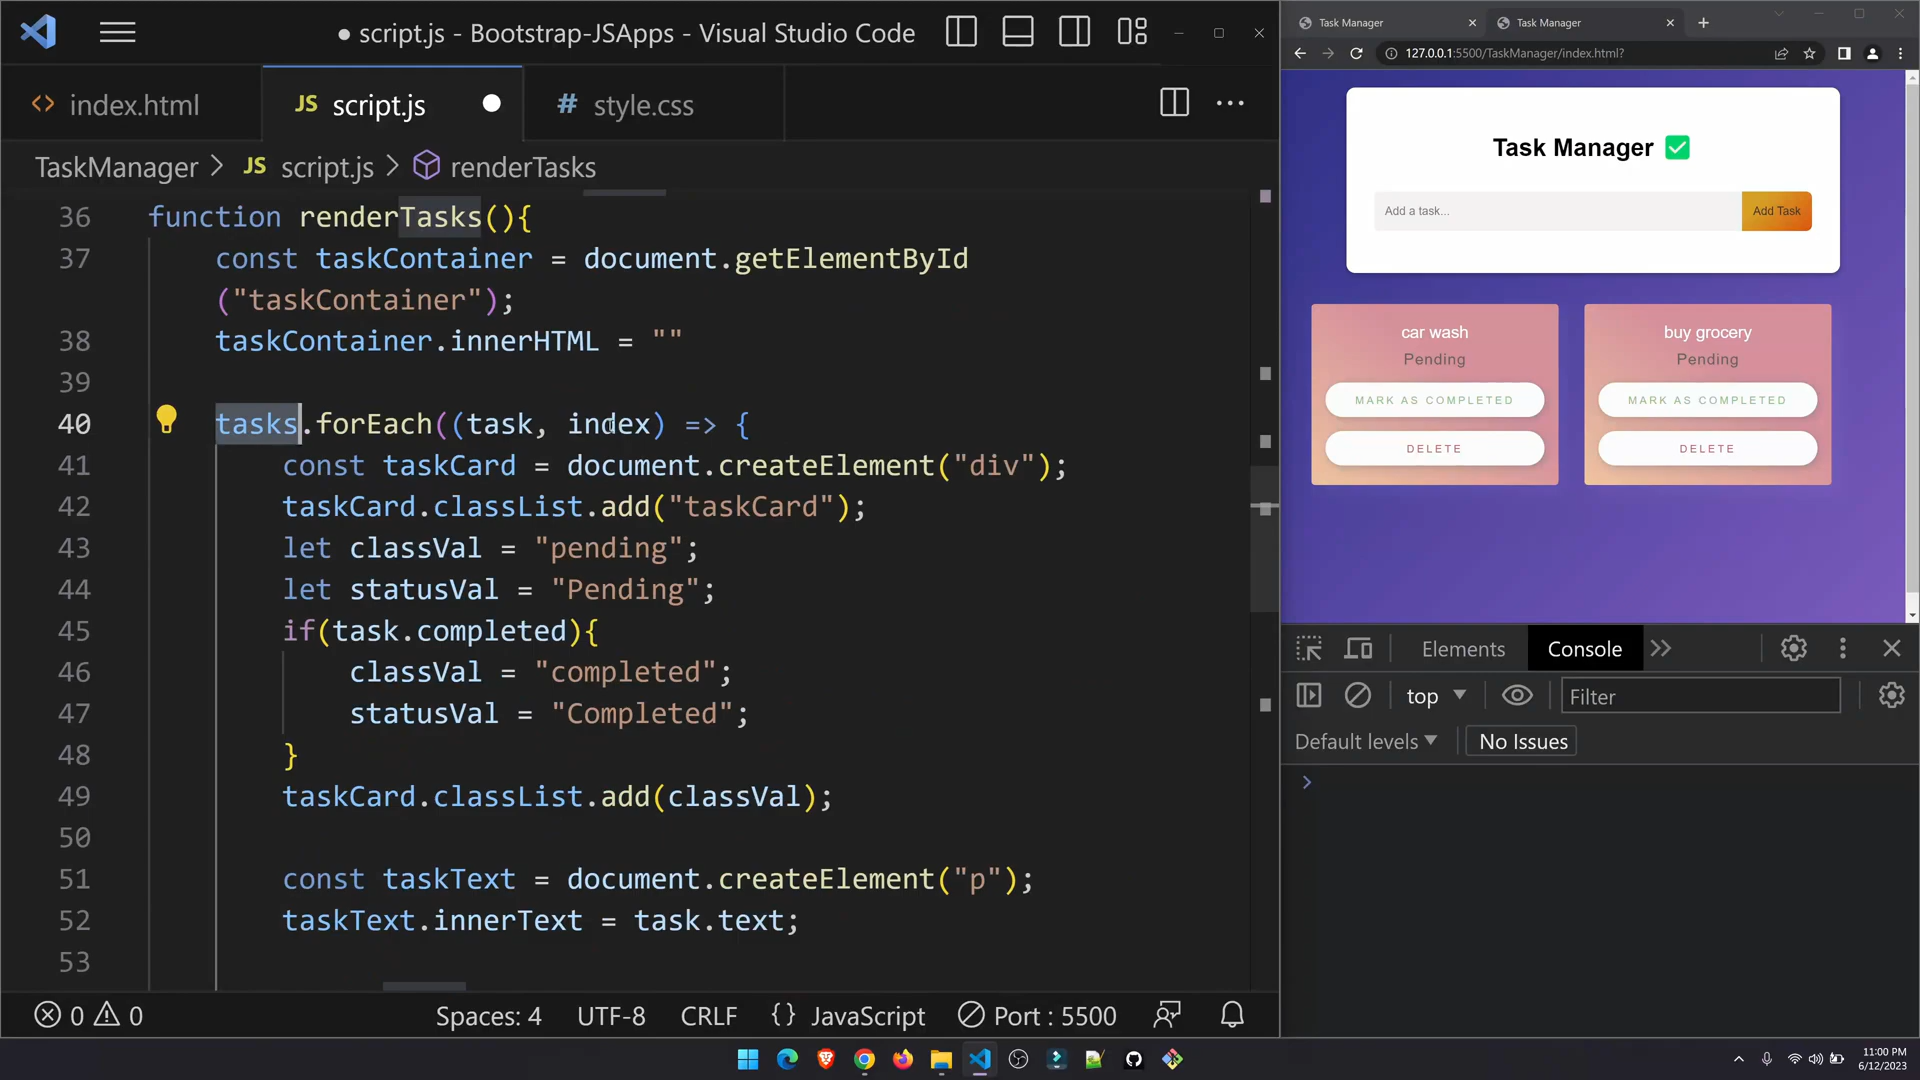 script.js - Bootstrap-JSApps - Visual Studio Code
index.html
JS script.js
# style.css
TaskManager > JS script.js > renderTasks
36 function renderTasks(){
37 const taskContainer = document.getElementById
("taskContainer");
38 taskContainer.innerHTML = ""
39
40 tasks.forEach((task, index) => {
41 const taskCard = document.createElement("div");
42 taskCard.classList.add("taskCard");
43 let classVal = "pending";
44 let statusVal = "Pending";
45 if(task.completed){
46 classVal = "completed";
47 statusVal = "Completed";
48 }
49 taskCard.classList.add(classVal);
50
51 const taskText = document.createElement("p");
52 taskText.innerText = task.text;
53
0 0
Spaces: 4 UTF-8 CRLF {} JavaScript Port : 5500
Task Manager
Task Manager
127.0.0.1:5500/TaskManager/index.html?
Task Manager ✅
Add a task...
Add Task
car wash
Pending
MARK AS COMPLETED
DELETE
buy grocery
Pending
MARK AS COMPLETED
DELETE
Elements Console
top Filter
Default levels No Issues
11:00 PM
6/12/2023